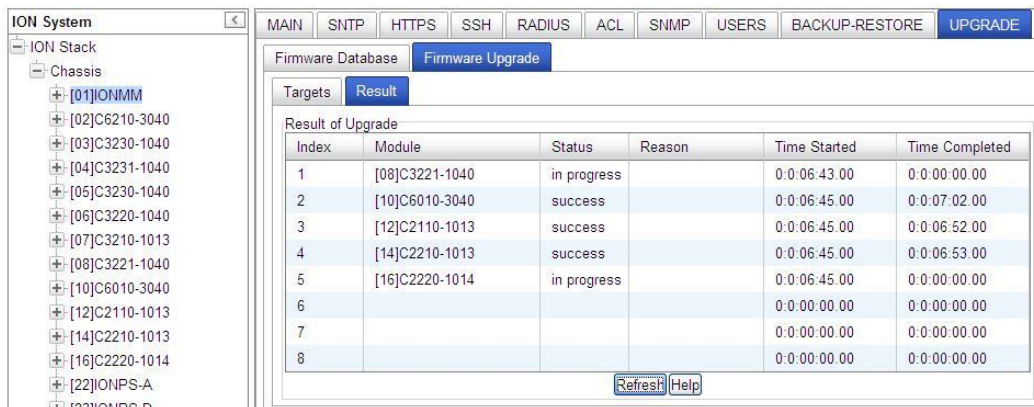 ION System <
ION Stack
Chassis
[01]IONMM
[02]C6210-3040
[03]C3230-1040
[04]C3231-1040
[05]C3230-1040
[06]C3220-1040
[07]C3210-1013
[08]C3221-1040
[10]C6010-3040
[12]C2110-1013
[14]C2210-1013
[16]C2220-1014
[22]IONPS-A
MAIN SNTP HTTPS SSH RADIUS ACL SNMP USERS BACKUP-RESTORE UPGRADE
Firmware Database Firmware Upgrade
Targets Result
Result of Upgrade
Index Module Status Reason Time Started Time Completed
1 [08]C3221-1040 in progress 0:0:06:43.00 0:0:00:00.00
2 [10]C6010-3040 success 0:0:06:45.00 0:0:07:02.00
3 [12]C2110-1013 success 0:0:06:45.00 0:0:06:52.00
4 [14]C2210-1013 success 0:0:06:45.00 0:0:06:53.00
5 [16]C2220-1014 in progress 0:0:06:45.00 0:0:00:00.00
6 0:0:00:00.00 0:0:00:00.00
7 0:0:00:00.00 0:0:00:00.00
8 0:0:00:00.00 0:0:00:00.00
Refresh Help